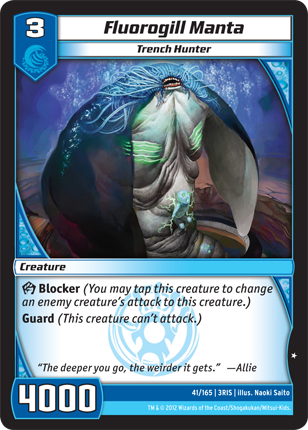 3
Fluorogill Manta
Trench Hunter
Creature
Blocker (You may tap this creature to change
an enemy creature's attack to this creature.)
Guard (This creature can't attack.)
"The deeper you go, the weirder it gets." —Allie
4000
41/165 | 3RIS | illus. Naoki Saito
TM & © 2012 Wizards of the Coast/Shogakukan/Mitsui-Kids.